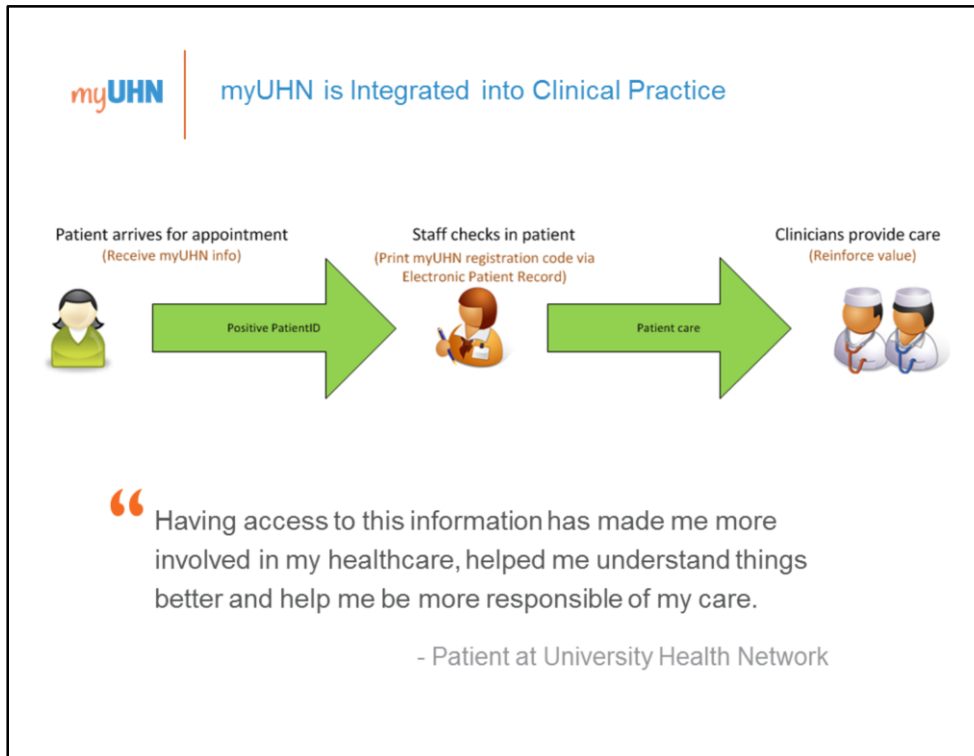 myUHN
myUHN is Integrated into Clinical Practice
Patient arrives for appointment
(Receive myUHN info)
Staff checks in patient
(Print myUHN registration code via
Electronic Patient Record)
Clinicians provide care
(Reinforce value)
Positive PatientID
Patient care
“
Having access to this information has made me more
involved in my healthcare, helped me understand things
better and help me be more responsible of my care.
- Patient at University Health Network